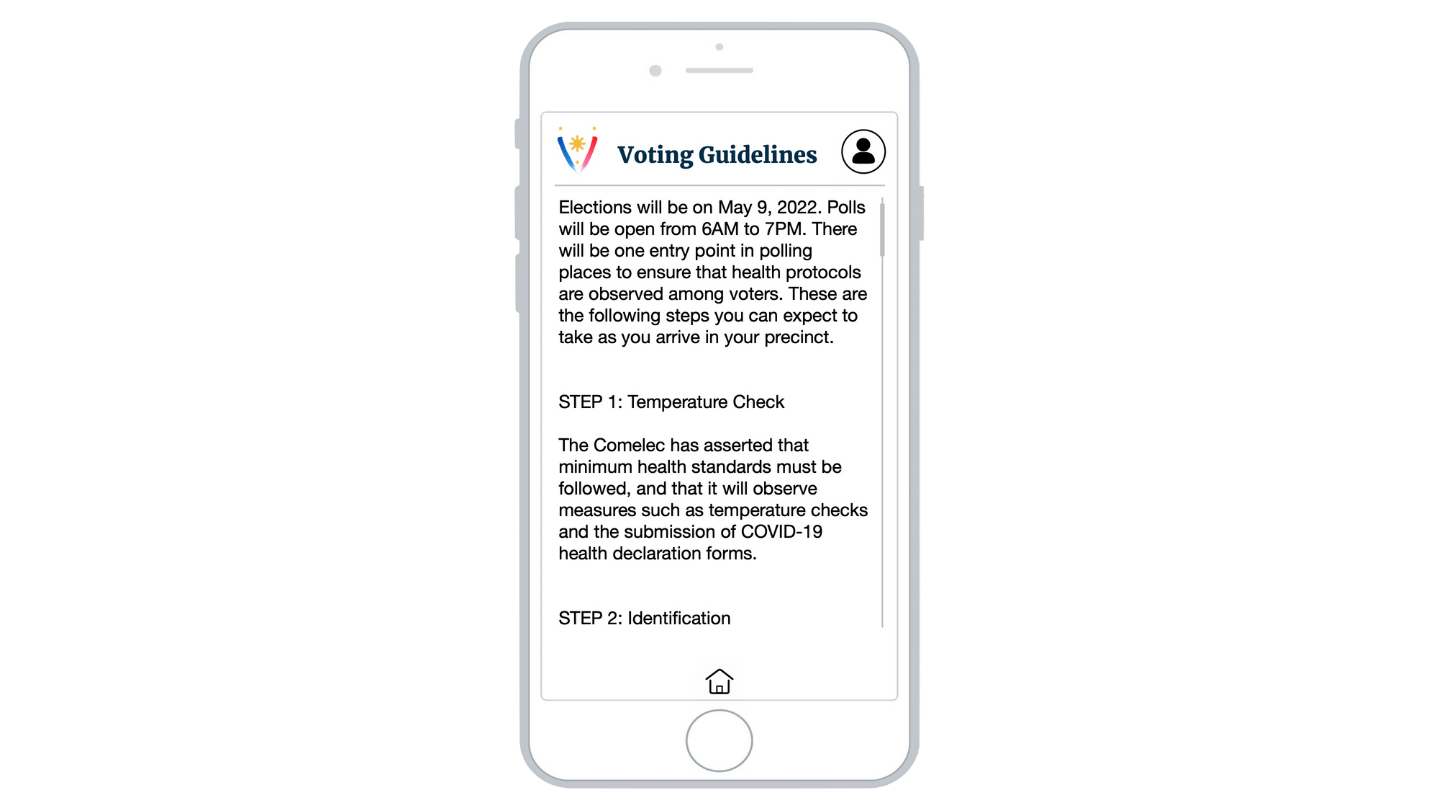 Voting Guidelines
Elections will be on May 9, 2022. Polls
will be open from 6AM to 7PM. There
will be one entry point in polling
places to ensure that health protocols
are observed among voters. These are
the following steps you can expect to
take as you arrive in your precinct.
STEP 1: Temperature Check
The Comelec has asserted that
minimum health standards must be
followed, and that it will observe
measures such as temperature checks
and the submission of COVID-19
health declaration forms.
STEP 2: Identification